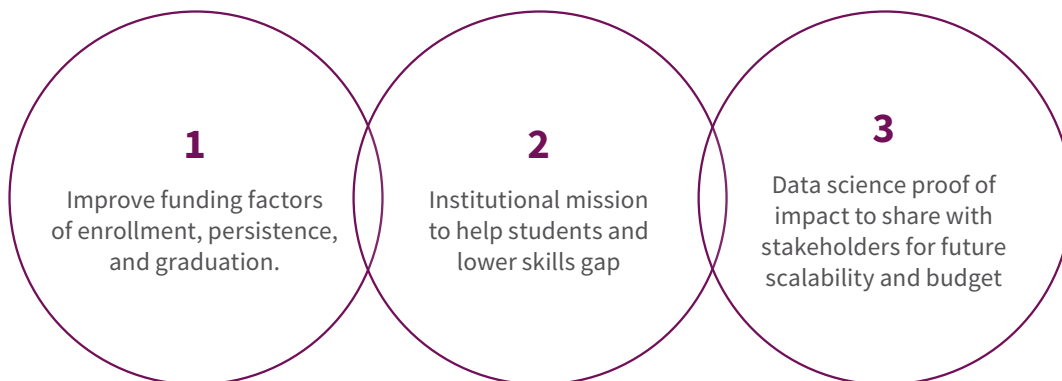 1
Improve funding factors
of enrollment, persistence,
and graduation.
2
Institutional mission
to help students and
lower skills gap
3
Data science proof of
impact to share with
stakeholders for future
scalability and budget